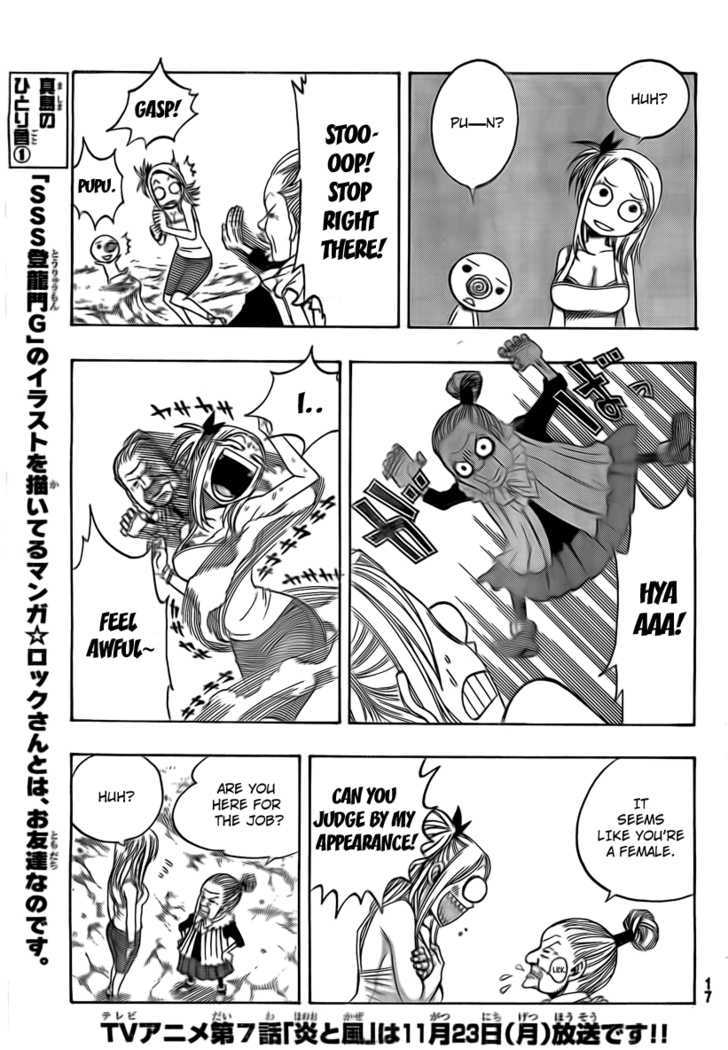 HUH?
PU—N?
STOO-
OOP!
STOP
RIGHT
THERE!
GASP!
PUPU.
HYA
AAA!
I..
FEEL
AWFUL~
IT
SEEMS
LIKE YOU'RE
A FEMALE.
CAN YOU
JUDGE BY MY
APPEARANCE!
LICK
ARE YOU
HERE FOR
THE JOB?
HUH?
真島の
ひとり言①
「SSS登龍門G」のイラストを描いてるマンガ☆ロックさんとは、お友達なのです。
17
TVアニメ第7話「炎と風」は11月23日(月)放送です!!